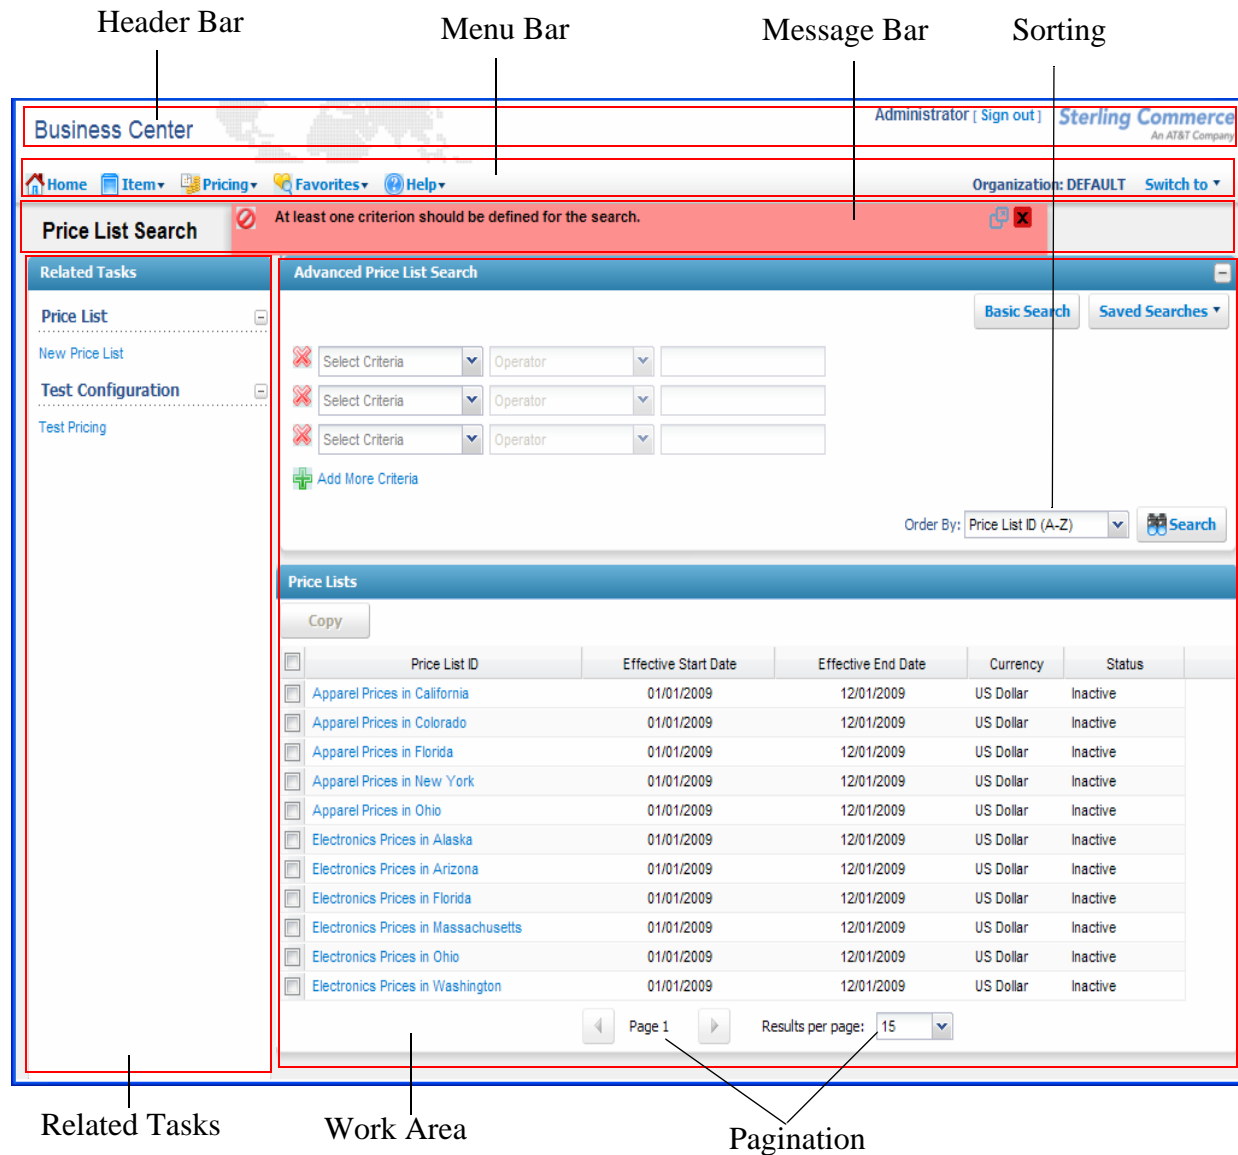 Header Bar
Menu Bar
Message Bar
Sorting
Business Center
Administrator [ Sign out ]
Sterling Commerce
An AT&T Company
Home
Item
Pricing
Favorites
Help
Organization: DEFAULT
Switch to
Price List Search
At least one criterion should be defined for the search.
X
Related Tasks
Price List
New Price List
Test Configuration
Test Pricing
Advanced Price List Search
Basic Search
Saved Searches
Select Criteria
Operator
Select Criteria
Operator
Select Criteria
Operator
Add More Criteria
Order By: Price List ID (A-Z)
Search
Price Lists
Copy
Price List ID Effective Start Date Effective End Date Currency Status
Apparel Prices in California 01/01/2009 12/01/2009 US Dollar Inactive
Apparel Prices in Colorado 01/01/2009 12/01/2009 US Dollar Inactive
Apparel Prices in Florida 01/01/2009 12/01/2009 US Dollar Inactive
Apparel Prices in New York 01/01/2009 12/01/2009 US Dollar Inactive
Apparel Prices in Ohio 01/01/2009 12/01/2009 US Dollar Inactive
Electronics Prices in Alaska 01/01/2009 12/01/2009 US Dollar Inactive
Electronics Prices in Arizona 01/01/2009 12/01/2009 US Dollar Inactive
Electronics Prices in Florida 01/01/2009 12/01/2009 US Dollar Inactive
Electronics Prices in Massachusetts 01/01/2009 12/01/2009 US Dollar Inactive
Electronics Prices in Ohio 01/01/2009 12/01/2009 US Dollar Inactive
Electronics Prices in Washington 01/01/2009 12/01/2009 US Dollar Inactive
Page 1
Results per page: 15
Related Tasks
Work Area
Pagination